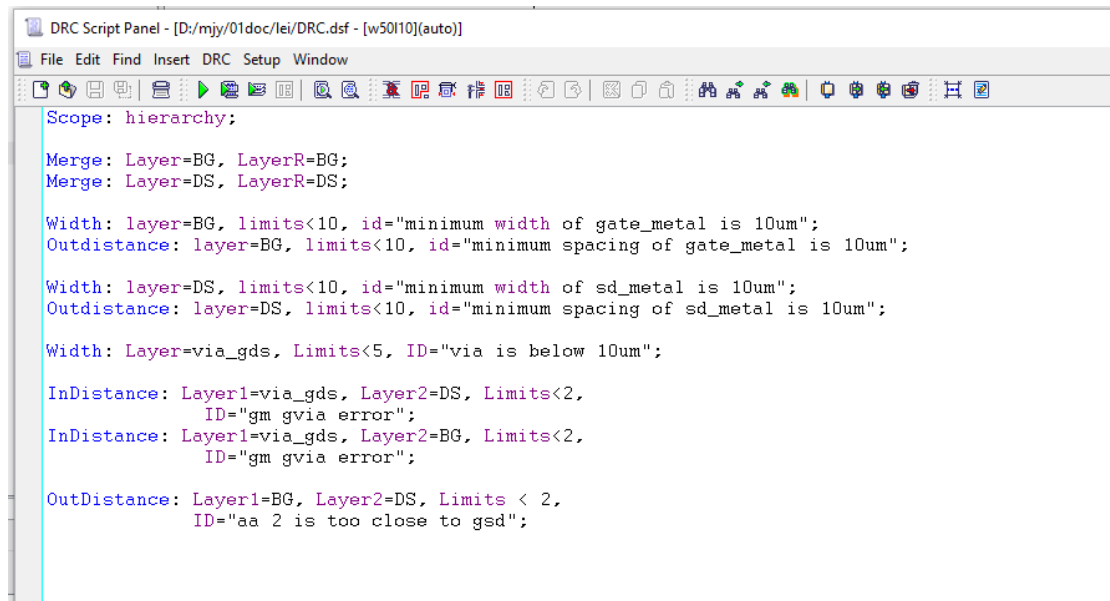 DRC Script Panel - [D:/mjy/01doc/lei/DRC.dsf - [w50l10](auto)]
File Edit Find Insert DRC Setup Window
Scope: hierarchy;
Merge: Layer=BG, LayerR=BG;
Merge: Layer=DS, LayerR=DS;
Width: layer=BG, limits<10, id="minimum width of gate_metal is 10um";
Outdistance: layer=BG, limits<10, id="minimum spacing of gate_metal is 10um";
Width: layer=DS, limits<10, id="minimum width of sd_metal is 10um";
Outdistance: layer=DS, limits<10, id="minimum spacing of sd_metal is 10um";
Width: Layer=via_gds, Limits<5, ID="via is below 10um";
InDistance: Layer1=via_gds, Layer2=DS, Limits<2,
ID="gm gvia error";
InDistance: Layer1=via_gds, Layer2=BG, Limits<2,
ID="gm gvia error";
OutDistance: Layer1=BG, Layer2=DS, Limits < 2,
ID="aa 2 is too close to gsd";